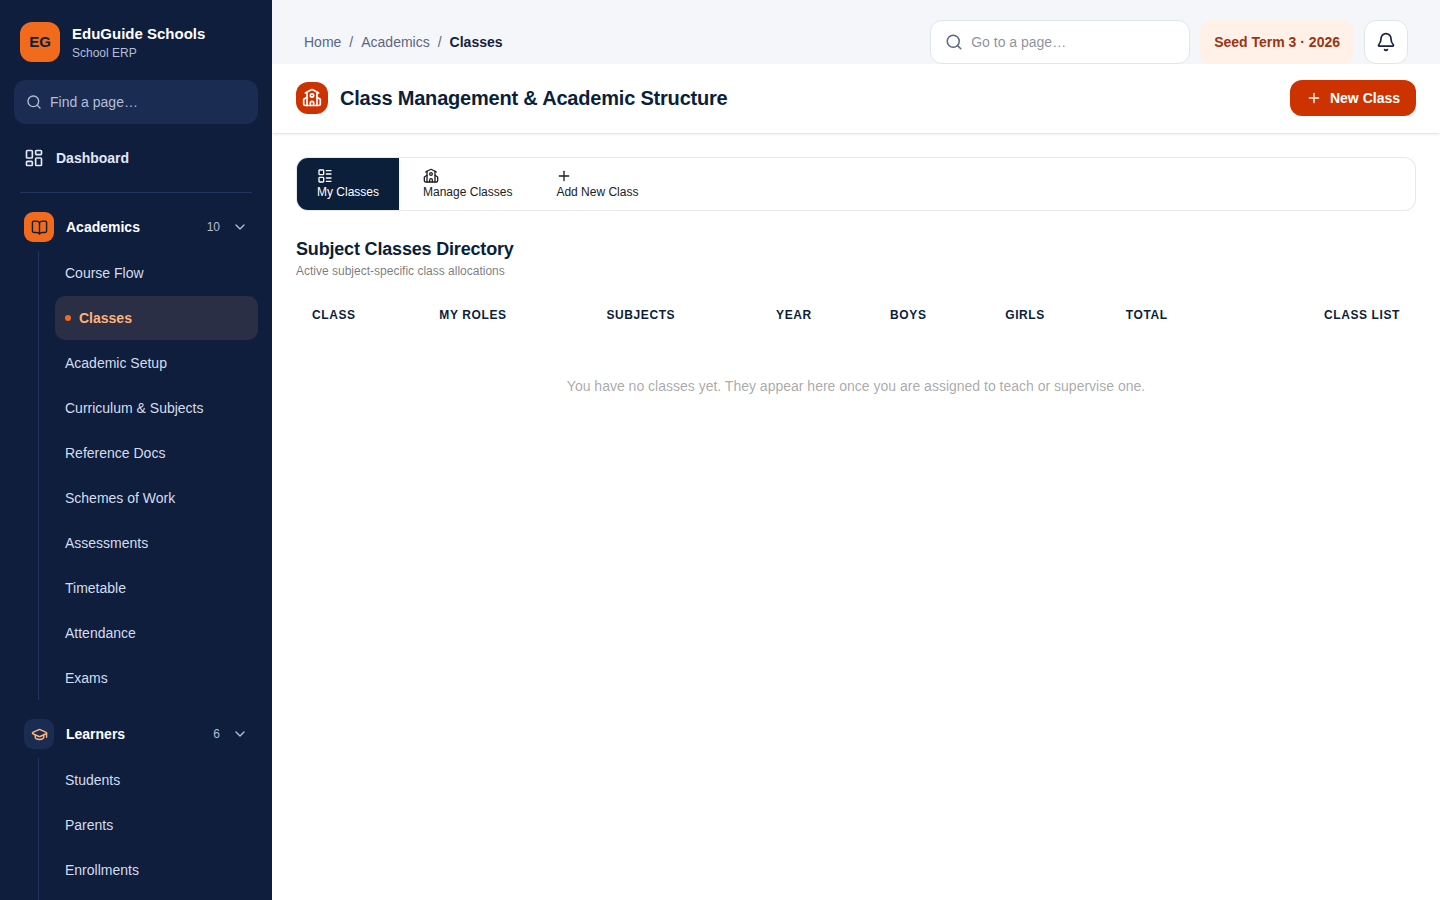 EG
EduGuide Schools
School ERP
Find a page…
Dashboard
Academics 10
Course Flow
Classes
Academic Setup
Curriculum & Subjects
Reference Docs
Schemes of Work
Assessments
Timetable
Attendance
Exams
Learners 6
Students
Parents
Enrollments
Home / Academics / Classes
Go to a page…
Seed Term 3 · 2026
Class Management & Academic Structure
New Class
My Classes
Manage Classes
Add New Class
Subject Classes Directory
Active subject-specific class allocations
CLASS MY ROLES SUBJECTS YEAR BOYS GIRLS TOTAL CLASS LIST
You have no classes yet. They appear here once you are assigned to teach or supervise one.